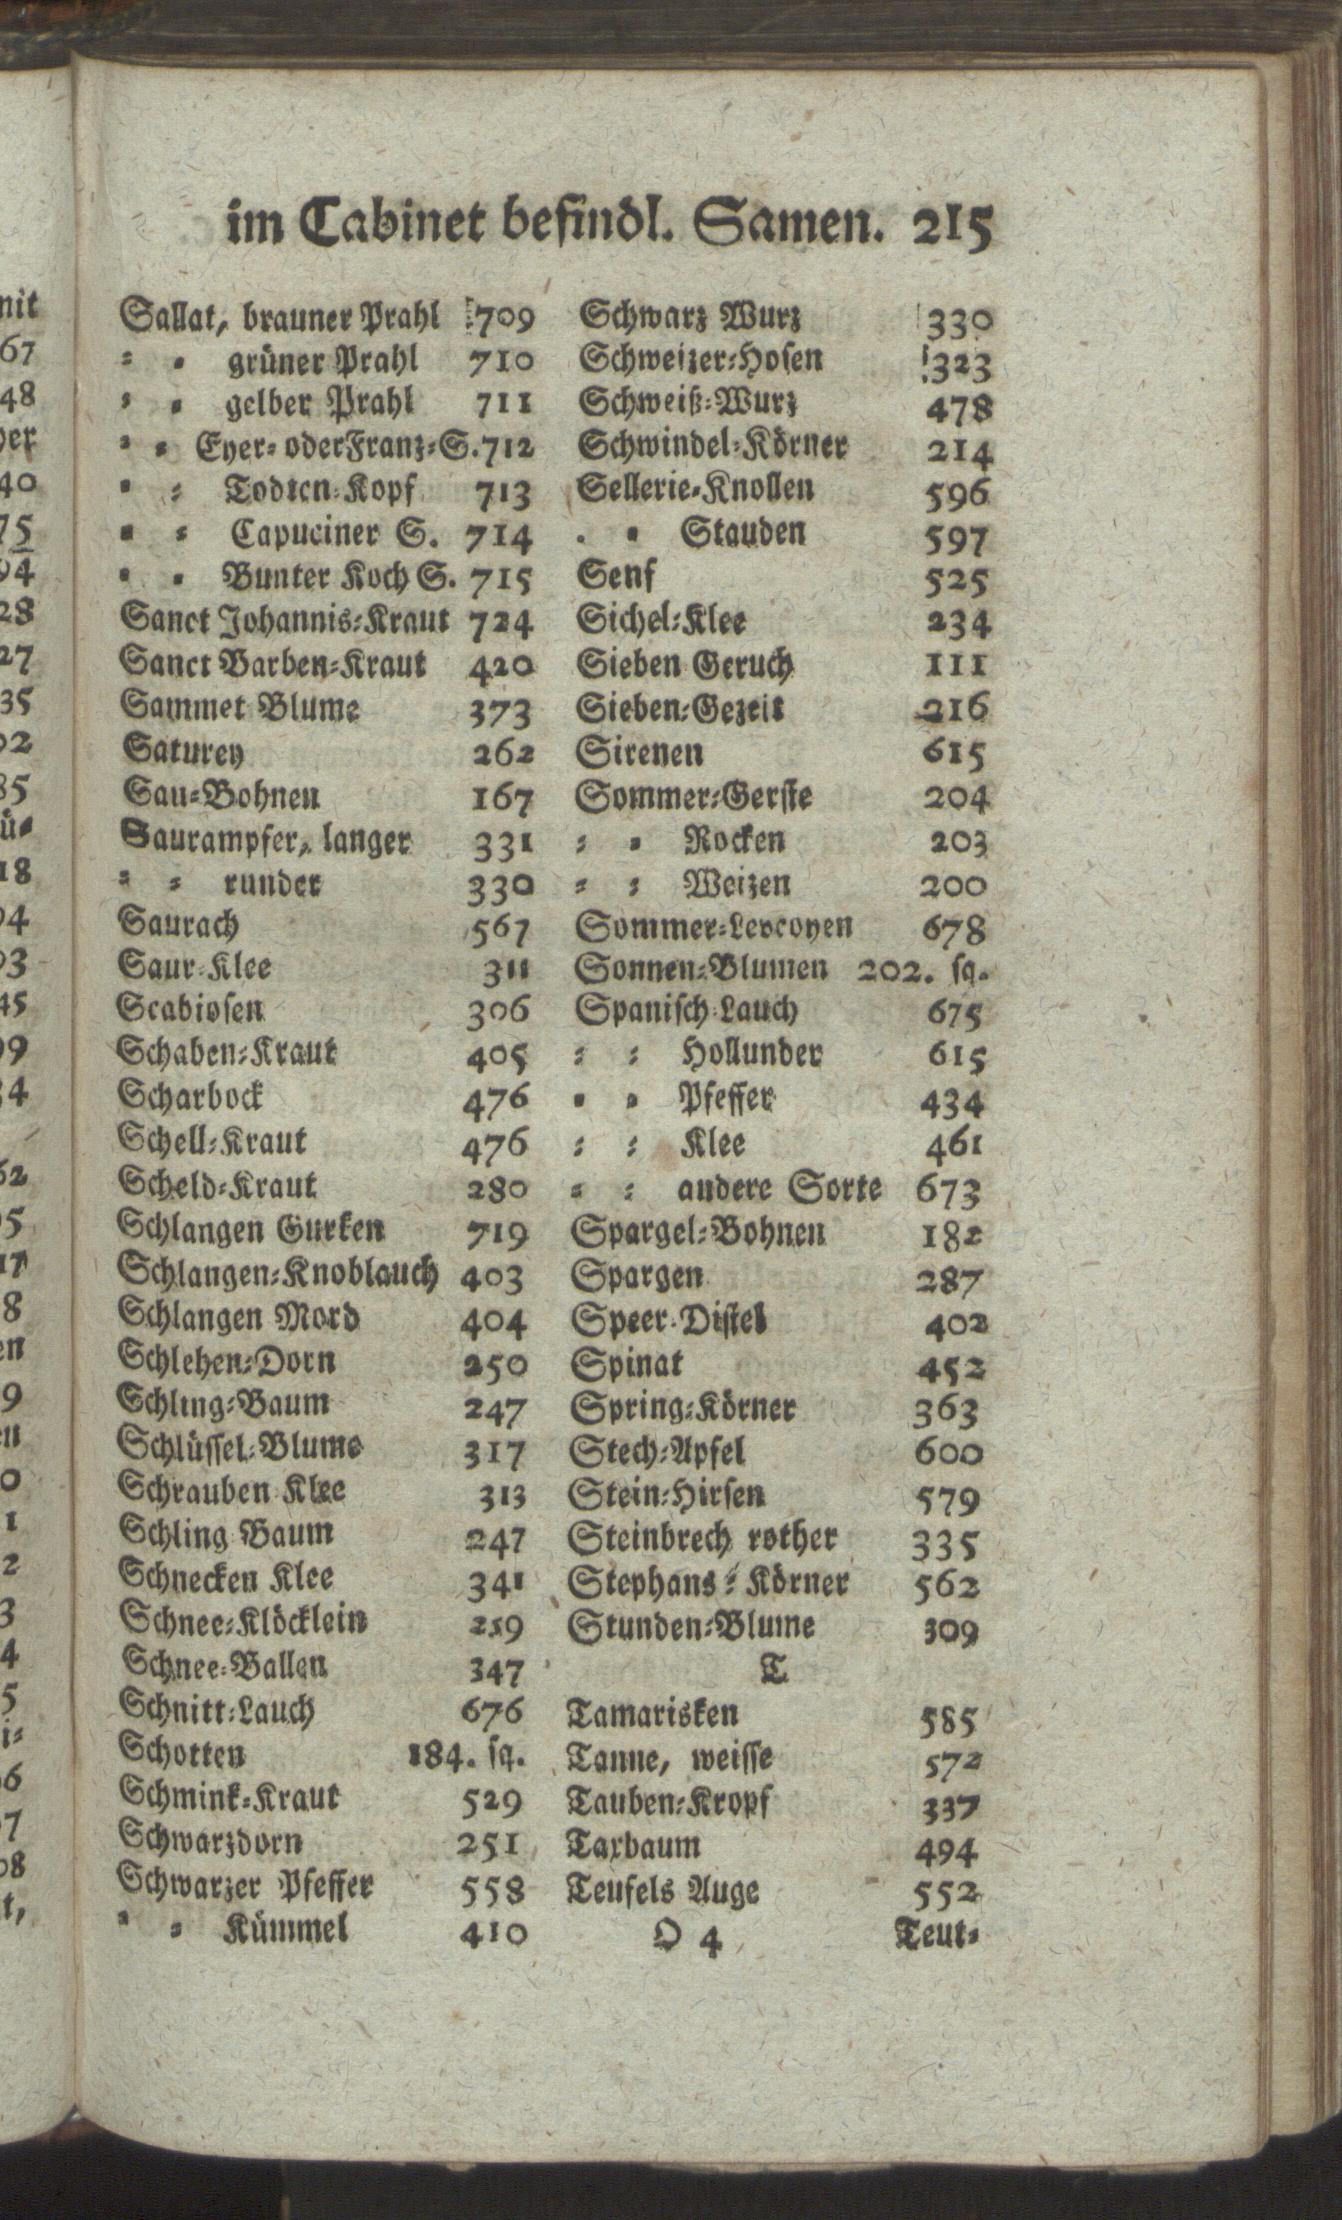 im Cabinet befindl. Samen. 215
Sallat, brauner Prahl 709
= = grüner Prahl 710
= = gelber Prahl 711
= = Eyer- oder Franz-S. 712
= = Todten-Kopf 713
= = Capuciner S. 714
= = Bunter Koch S. 715
Sanct Johannis-Kraut 724
Sanct Barben-Kraut 420
Sammet Blume 373
Saturey 262
Sau-Bohnen 167
Saurampfer, langer 331
= = runder 330
Saurach 567
Saur-Klee 311
Scabiosen 306
Schaben-Kraut 405
Scharbock 476
Schell-Kraut 476
Scheld-Kraut 280
Schlangen Gurken 719
Schlangen-Knoblauch 403
Schlangen Mord 404
Schlehen-Dorn 250
Schling-Baum 247
Schlüssel-Blume 317
Schrauben Klee 313
Schling Baum 247
Schnecken Klee 341
Schnee-Klöcklein 259
Schnee-Ballen 347
Schnitt-Lauch 676
Schotten 184. sq.
Schmink-Kraut 529
Schwarzdorn 251
Schwarzer Pfeffer 558
= = Kümmel 410
Schwarz Wurz 330
Schweizer-Hosen 323
Schweiß-Wurz 478
Schwindel-Körner 214
Sellerie-Knollen 596
= = Stauden 597
Senf 525
Sichel-Klee 234
Sieben Geruch 111
Sieben-Gezeit 216
Sirenen 615
Sommer-Gerste 204
= = Rocken 203
= = Weizen 200
Sommer-Levcoyen 678
Sonnen-Blumen 202. sq.
Spanisch-Lauch 675
= = Hollunder 615
= = Pfeffer 434
= = Klee 461
= = andere Sorte 673
Spargel-Bohnen 182
Spargen 287
Speer-Distel 402
Spinat 452
Spring-Körner 363
Stech-Apfel 600
Stein-Hirsen 579
Steinbrech rother 335
Stephans-Körner 562
Stunden-Blume 309
T
Tamarisken 585
Tanne, weisse 572
Tauben-Kropf 337
Taxbaum 494
Teufels Auge 552
O 4 Teut-